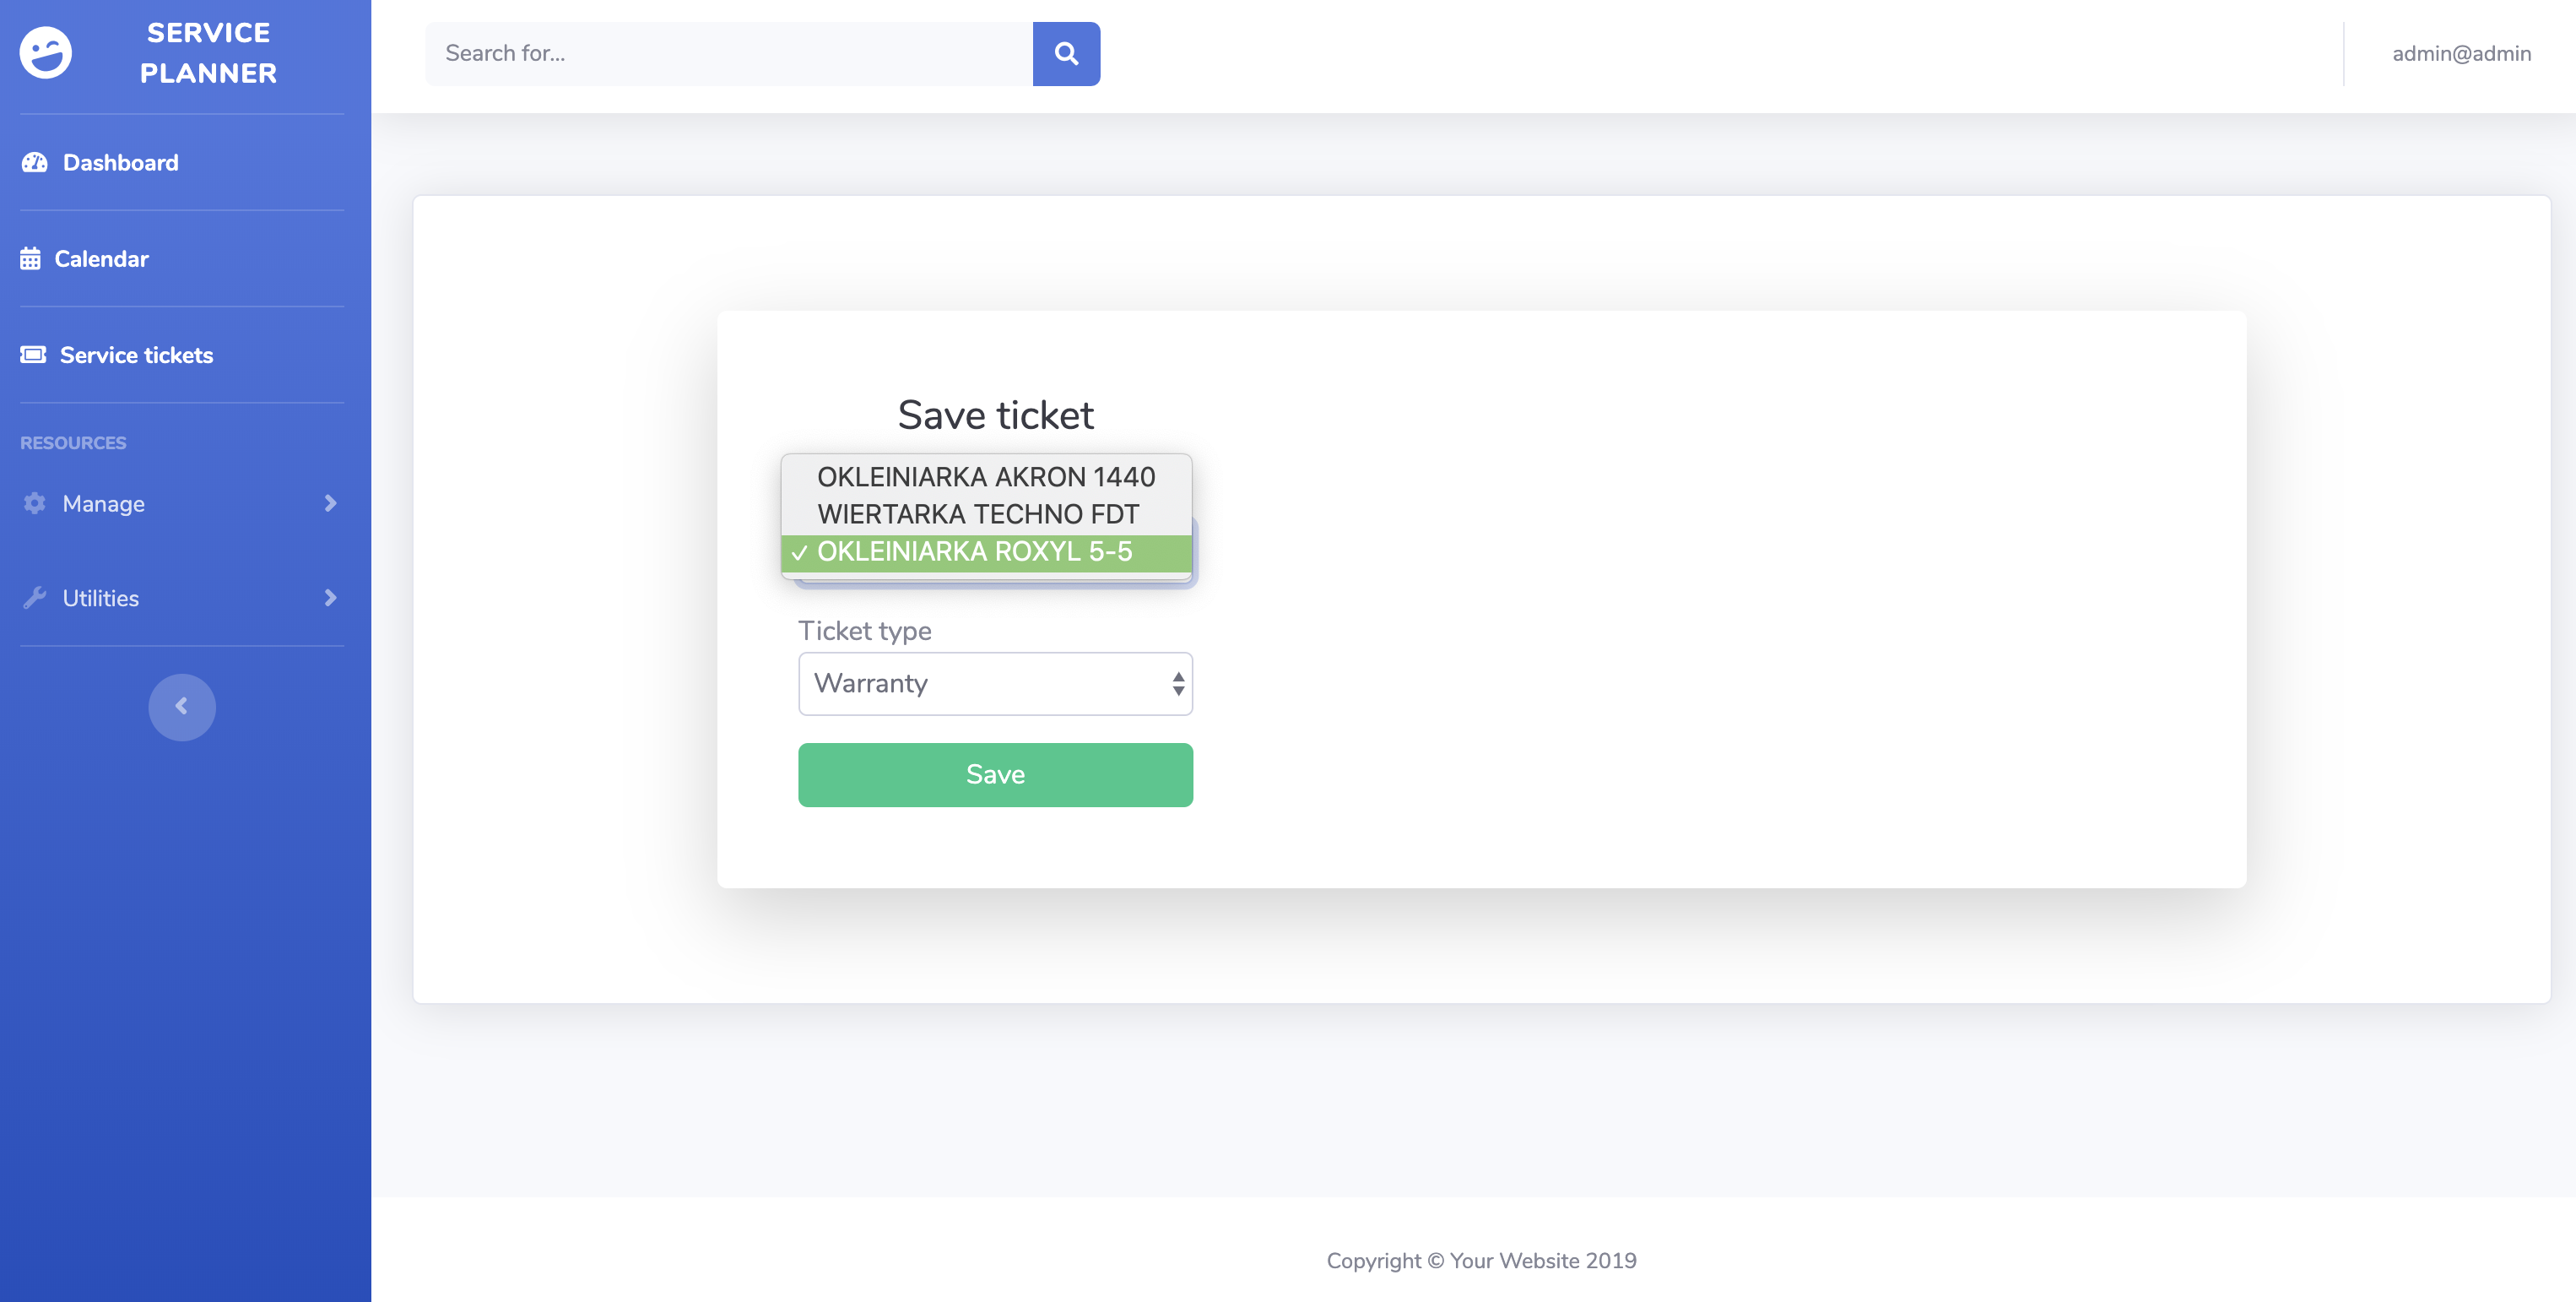 SERVICE
PLANNER
Search for...
admin@admin
Dashboard
Calendar
Service tickets
RESOURCES
Manage
Utilities
Save ticket
OKLEINIARKA AKRON 1440
WIERTARKA TECHNO FDT
✓ OKLEINIARKA ROXYL 5-5
Ticket type
Warranty
Save
Copyright © Your Website 2019